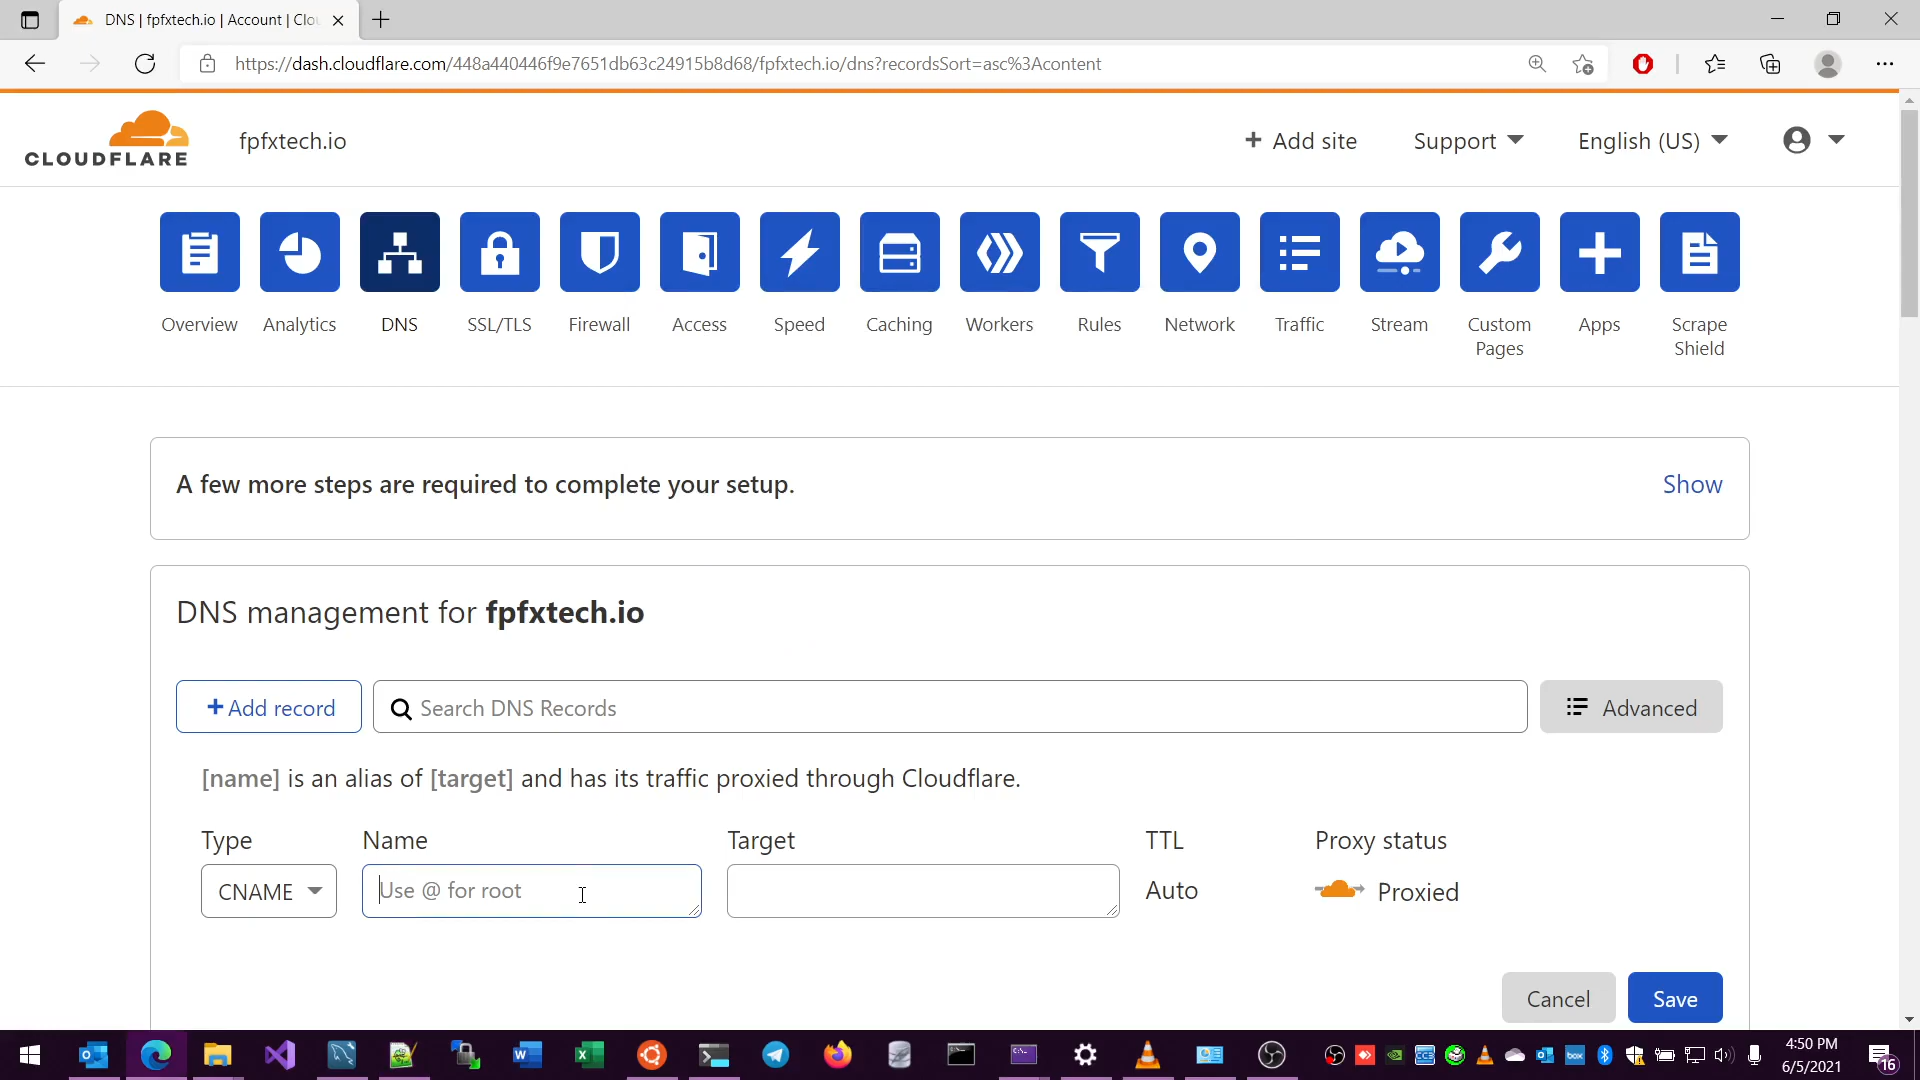 DNS | fpfxtech.io | Account | Clou
https://dash.cloudflare.com/448a440446f9e7651db63c24915b8d68/fpfxtech.io/dns?recordsSort=asc%3Acontent
CLOUDFLARE
fpfxtech.io
+ Add site
Support
English (US)
Overview
Analytics
DNS
SSL/TLS
Firewall
Access
Speed
Caching
Workers
Rules
Network
Traffic
Stream
Custom Pages
Apps
Scrape Shield
A few more steps are required to complete your setup.
Show
DNS management for fpfxtech.io
+ Add record
Search DNS Records
Advanced
[name] is an alias of [target] and has its traffic proxied through Cloudflare.
Type
Name
Target
TTL
Proxy status
CNAME
Use @ for root
Auto
Proxied
Cancel
Save
4:50 PM
6/5/2021
16